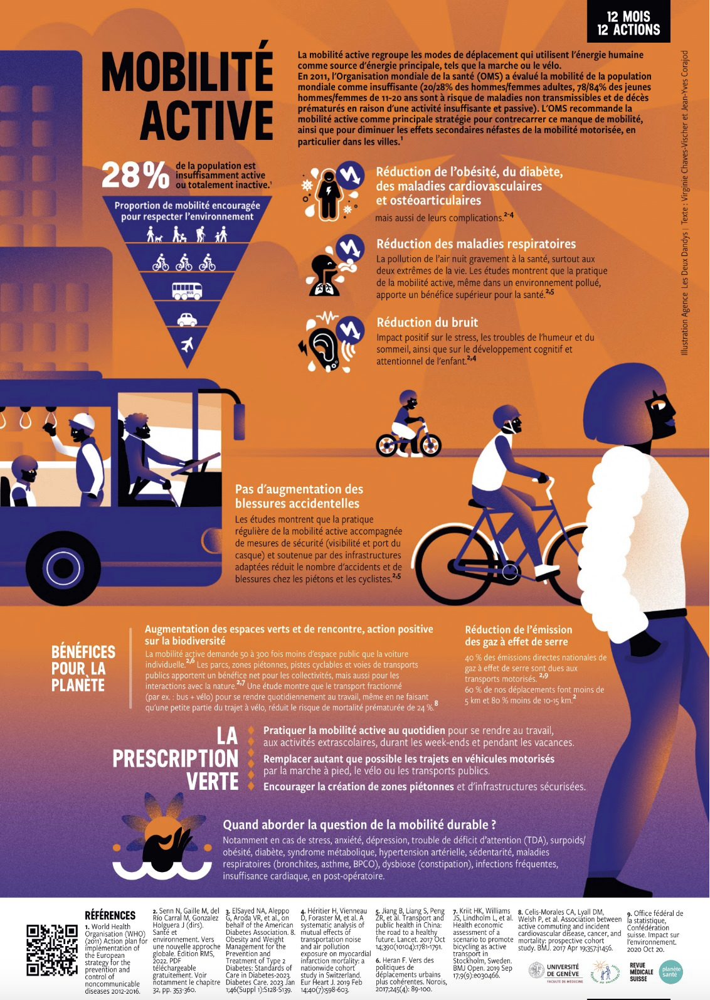 12 MOIS
12 ACTIONS
MOBILITÉ
ACTIVE
La mobilité active regroupe les modes de déplacement qui utilisent l'énergie humaine
comme source d'énergie principale, tels que la marche ou le vélo.
En 2011, l'Organisation mondiale de la santé (OMS) a évalué la mobilité de la population
mondiale comme insuffisante (20/28% des hommes/femmes adultes, 78/84% des jeunes
hommes/femmes de 11-20 ans sont à risque de maladies non transmissibles et de décès
prématurés en raison d'une activité insuffisante et passive). L'OMS recommande la
mobilité active comme principale stratégie pour contrecarrer ce manque de mobilité,
ainsi que pour diminuer les effets secondaires néfastes de la mobilité motorisée, en
particulier dans les villes.¹
Illustration Agence Les Deux Dandys | Texte : Virginie Chaves-Vischer et Jean-Yves Corajod
28%
de la population est
insuffisamment active
ou totalement inactive.¹
Proportion de mobilité encouragée
pour respecter l'environnement
BUS
Réduction de l'obésité, du diabète,
des maladies cardiovasculaires
et ostéoarticulaires
mais aussi de leurs complications.²⁻⁴
Réduction des maladies respiratoires
La pollution de l'air nuit gravement à la santé, surtout aux
deux extrêmes de la vie. Les études montrent que la pratique
de la mobilité active, même dans un environnement pollué,
apporte un bénéfice supérieur pour la santé.²,⁵
Réduction du bruit
Impact positif sur le stress, les troubles de l'humeur et du
sommeil, ainsi que sur le développement cognitif et
attentionnel de l'enfant.²,⁴
Pas d'augmentation des
blessures accidentelles
Les études montrent que la pratique
régulière de la mobilité active accompagnée
de mesures de sécurité (visibilité et port du
casque) et soutenue par des infrastructures
adaptées réduit le nombre d'accidents et de
blessures chez les piétons et les cyclistes.²,⁵
BÉNÉFICES
POUR LA
PLANÈTE
Augmentation des espaces verts et de rencontre, action positive
sur la biodiversité
La mobilité active demande 50 à 300 fois moins d'espace public que la voiture
individuelle.²,⁶ Les parcs, zones piétonnes, pistes cyclables et voies de transports
publics apportent un bénéfice net pour les collectivités, mais aussi pour les
interactions avec la nature.²,⁷ Une étude montre que le transport fractionné
(par ex. : bus + vélo) pour se rendre quotidiennement au travail, même en ne faisant
qu'une petite partie du trajet à vélo, réduit le risque de mortalité prématurée de 24 %.⁸
Réduction de l'émission
des gaz à effet de serre
40 % des émissions directes nationales de
gaz à effet de serre sont dues aux
transports motorisés. ²,⁹
60 % de nos déplacements font moins de
5 km et 80 % moins de 10-15 km.²
LA
PRESCRIPTION
VERTE
Pratiquer la mobilité active au quotidien pour se rendre au travail,
aux activités extrascolaires, durant les week-ends et pendant les vacances.
Remplacer autant que possible les trajets en véhicules motorisés
par la marche à pied, le vélo ou les transports publics.
Encourager la création de zones piétonnes et d'infrastructures sécurisées.
Quand aborder la question de la mobilité durable ?
Notamment en cas de stress, anxiété, dépression, trouble de déficit d'attention (TDA), surpoids/
obésité, diabète, syndrome métabolique, hypertension artérielle, sédentarité, maladies
respiratoires (bronchites, asthme, BPCO), dysbiose (constipation), infections fréquentes,
insuffisance cardiaque, en post-opératoire.
RÉFÉRENCES
1. World Health
Organisation (WHO)
(2011) Action plan for
implementation of
the European
strategy for the
prevention and
control of
noncommunicable
diseases 2012-2016.
2. Senn N, Gaille M, del
Río Carral M, Gonzalez
Holguera J (dirs).
Santé et
environnement. Vers
une nouvelle approche
globale. Édition RMS,
2022. PDF
téléchargeable
gratuitement. Voir
notamment le chapitre
32, pp. 353-360.
3. ElSayed NA, Aleppo
G, Aroda VR, et al., on
behalf of the American
Diabetes Association. 8.
Obesity and Weight
Management for the
Prevention and
Treatment of Type 2
Diabetes: Standards of
Care in Diabetes-2023.
Diabetes Care. 2023 Jan
1;46(Suppl 1):S128-S139.
4. Héritier H, Vienneau
D, Foraster M, et al. A
systematic analysis of
mutual effects of
transportation noise
and air pollution
exposure on myocardial
infarction mortality: a
nationwide cohort
study in Switzerland.
Eur Heart J. 2019 Feb
14;40(7):598-603.
5. Jiang B, Liang S, Peng
ZR, et al. Transport and
public health in China:
the road to a healthy
future. Lancet. 2017 Oct
14;390(10104):1781-1791.
6. Heran F. Vers des
politiques de
déplacements urbains
plus cohérentes. Norois,
2017;245(4): 89-100.
7. Kriit HK, Williams
JS, Lindholm L, et al.
Health economic
assessment of a
scenario to promote
bicycling as active
transport in
Stockholm, Sweden.
BMJ Open. 2019 Sep
17;9(9):e030466.
8. Celis-Morales CA, Lyall DM,
Welsh P, et al. Association between
active commuting and incident
cardiovascular disease, cancer, and
mortality: prospective cohort
study. BMJ. 2017 Apr 19;357:j1456.
9. Office fédéral de
la statistique,
Confédération
suisse. Impact sur
l'environnement.
2020 Oct 20.
UNIVERSITÉ
DE GENÈVE
FACULTÉ DE MÉDECINE
REVUE
MÉDICALE
SUISSE
planète
santé